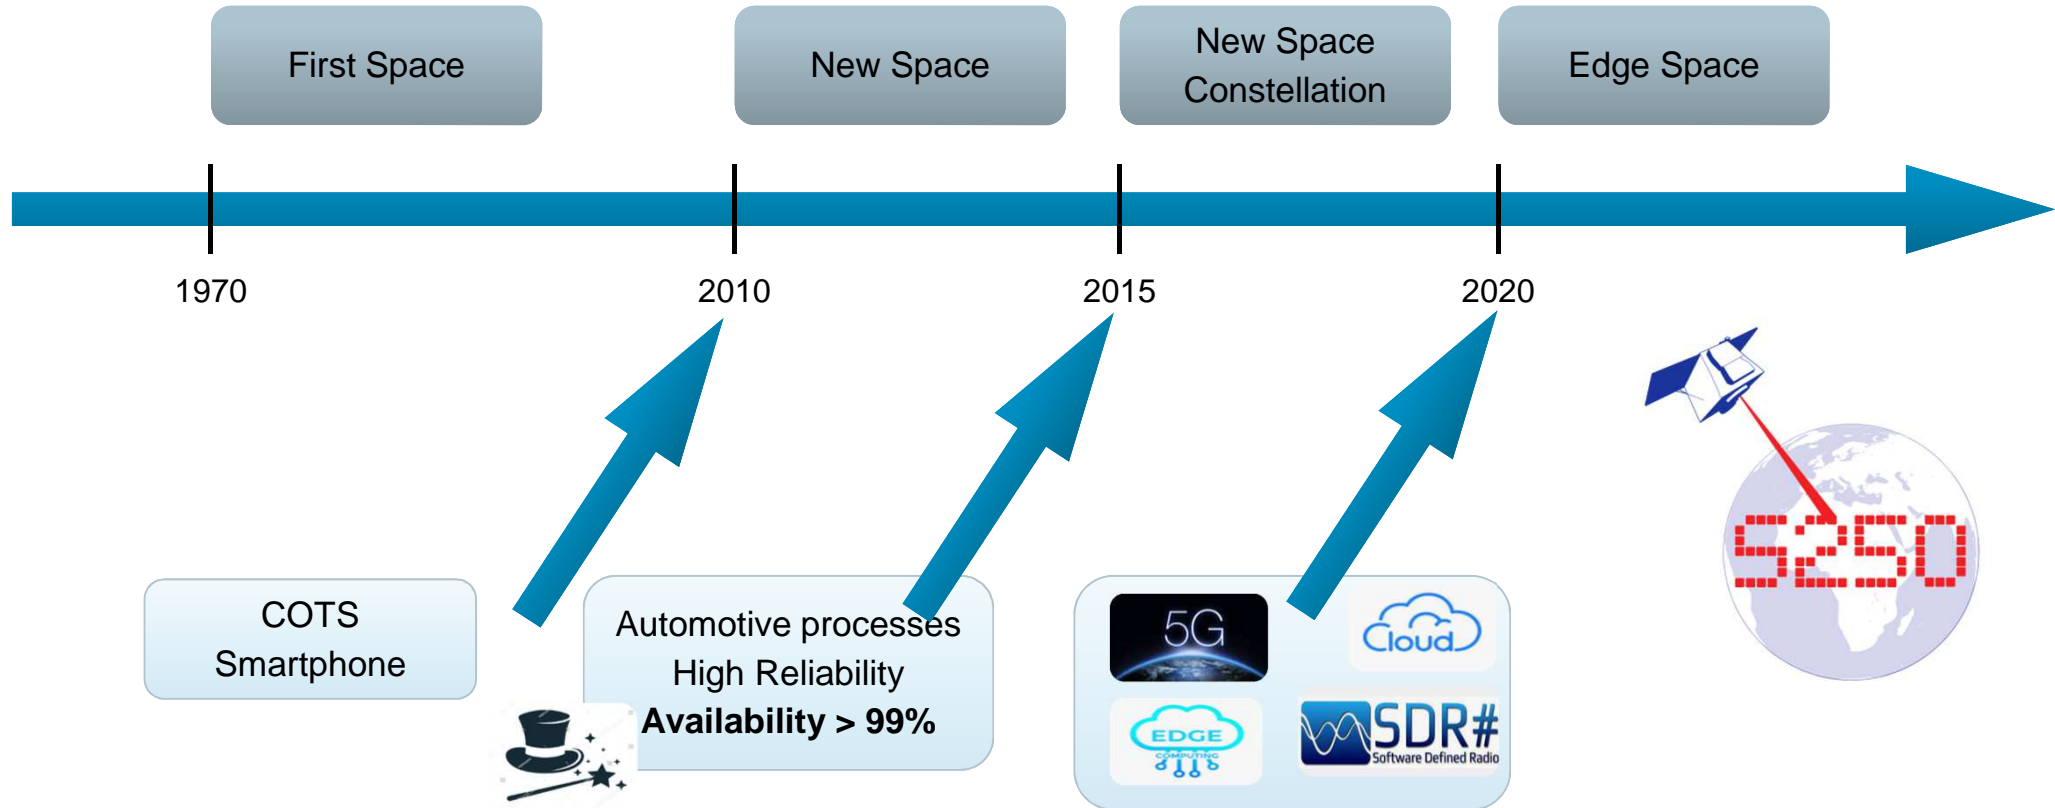 First Space
New Space
New Space
Constellation
Edge Space
1970
2010
2015
2020
COTS
Smartphone
Automotive processes
High Reliability
Availability > 99%
5G
Cloud
EDGE
COMPUTING
SDR#
Software Defined Radio
S250